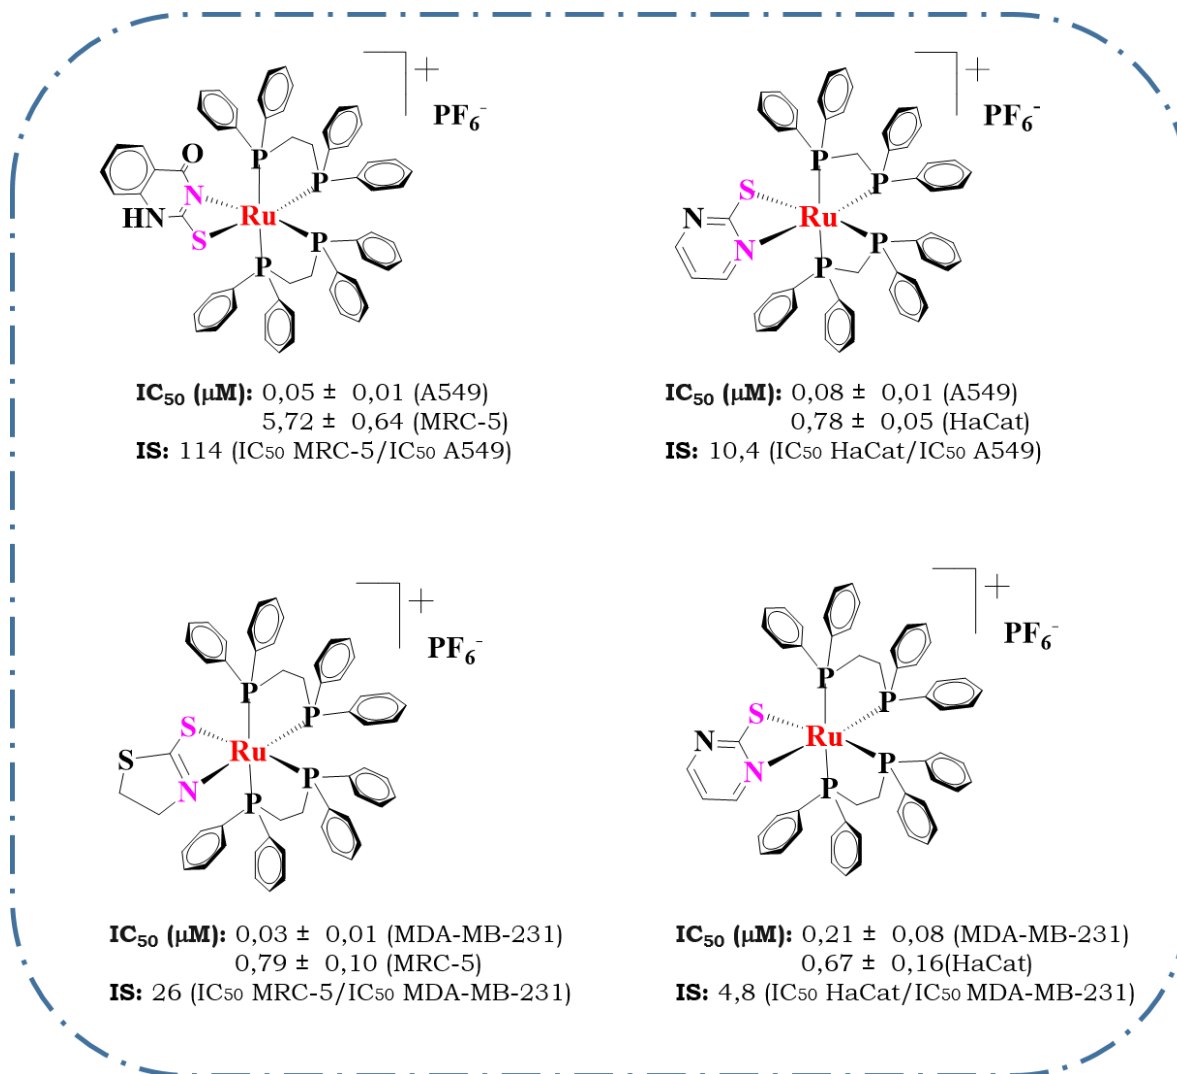 +
PF6-
O
N
HN
S
Ru
P
P
P
P
+
PF6-
S
N
N
Ru
P
P
P
P
IC50 (µM): 0,05 ± 0,01 (A549)
5,72 ± 0,64 (MRC-5)
IS: 114 (IC50 MRC-5/IC50 A549)
IC50 (µM): 0,08 ± 0,01 (A549)
0,78 ± 0,05 (HaCat)
IS: 10,4 (IC50 HaCat/IC50 A549)
+
PF6-
S
S
N
Ru
P
P
P
P
+
PF6-
S
N
N
Ru
P
P
P
P
IC50 (µM): 0,03 ± 0,01 (MDA-MB-231)
0,79 ± 0,10 (MRC-5)
IS: 26 (IC50 MRC-5/IC50 MDA-MB-231)
IC50 (µM): 0,21 ± 0,08 (MDA-MB-231)
0,67 ± 0,16(HaCat)
IS: 4,8 (IC50 HaCat/IC50 MDA-MB-231)